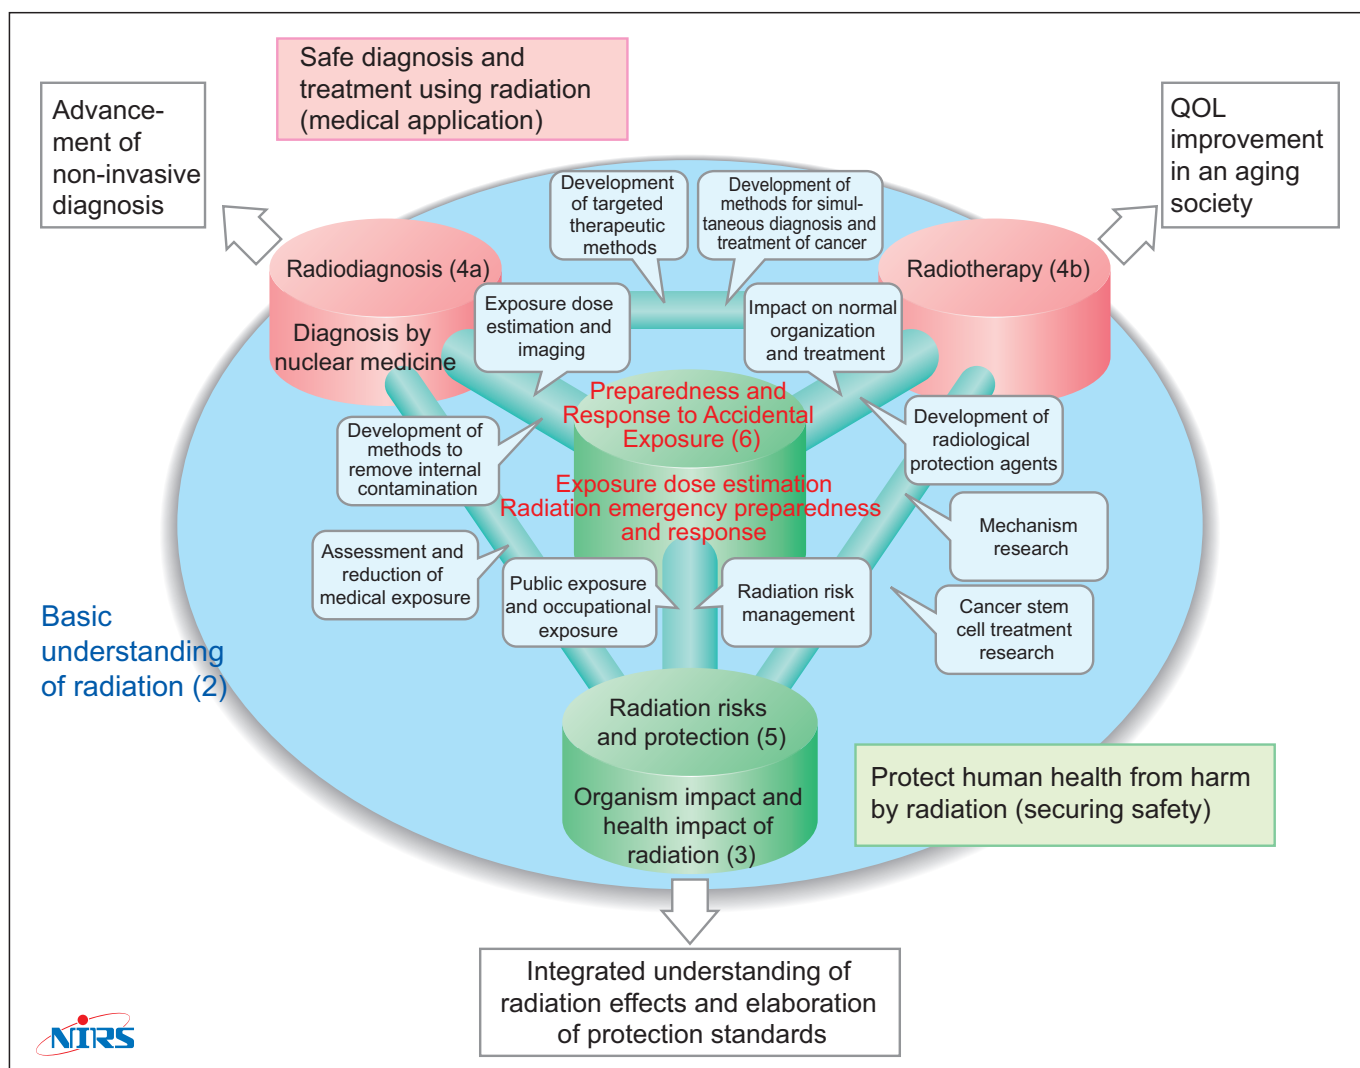 Safe diagnosis and
treatment using radiation
(medical application)
Advance-
ment of
non-invasive
diagnosis
QOL
improvement
in an aging
society
Development
of targeted
therapeutic
methods
Development of
methods for simul-
taneous diagnosis and
treatment of cancer
Radiodiagnosis (4a)
Diagnosis by
nuclear medicine
Radiotherapy (4b)
Exposure dose
estimation and
imaging
Impact on normal
organization
and treatment
Preparedness and
Response to Accidental
Exposure (6)
Exposure dose estimation
Radiation emergency preparedness
and response
Development of
methods to
remove internal
contamination
Development of
radiological
protection agents
Mechanism
research
Assessment and
reduction of
medical exposure
Public exposure
and occupational
exposure
Radiation risk
management
Cancer stem
cell treatment
research
Basic
understanding
of radiation (2)
Radiation risks
and protection (5)
Organism impact and
health impact of
radiation (3)
Protect human health from harm
by radiation (securing safety)
Integrated understanding of
radiation effects and elaboration
of protection standards
NIRS